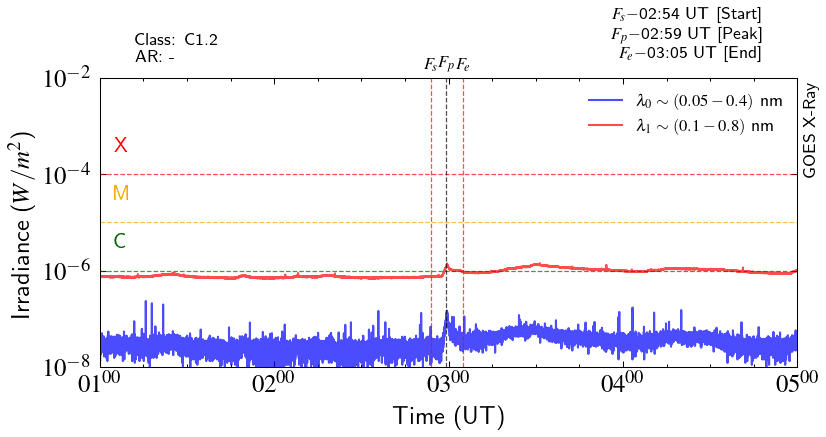 Fₛ−02:54 UT [Start]
Class: C1.2
Fₚ−02:59 UT [Peak]
AR: -
Fₑ−03:05 UT [End]
FₛFₚFₑ
10⁻²
λ₀ ∼ (0.05 − 0.4) nm
λ₁ ∼ (0.1 − 0.8) nm
GOES X-Ray
X
10⁻⁴
M
Irradiance (W/m²)
C
10⁻⁶
10⁻⁸
01⁰⁰ 02⁰⁰ 03⁰⁰ 04⁰⁰ 05⁰⁰
Time (UT)